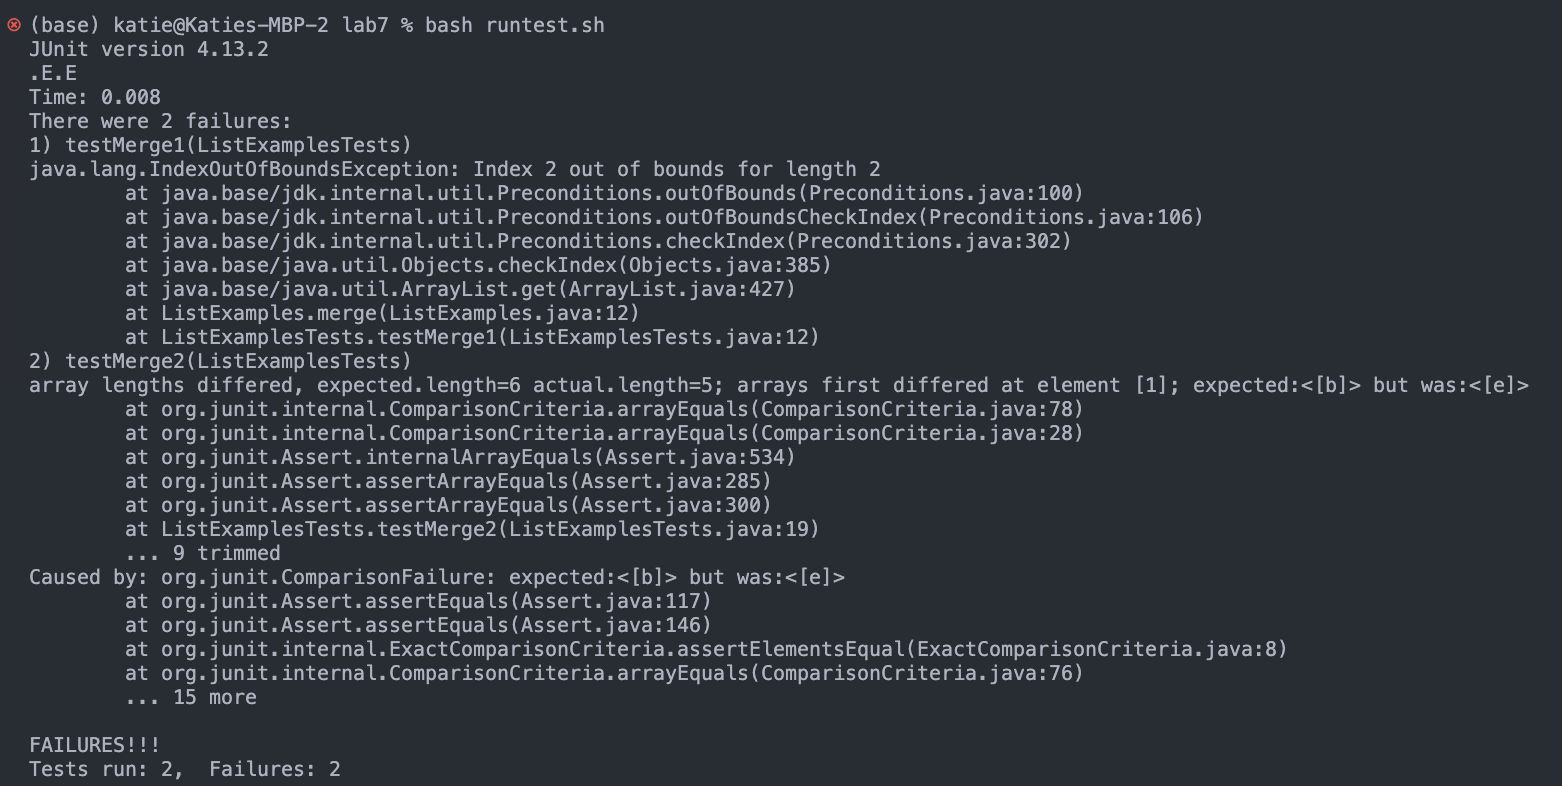 (base) katie@Katies-MBP-2 lab7 % bash runtest.sh
JUnit version 4.13.2
.E.E
Time: 0.008
There were 2 failures:
1) testMerge1(ListExamplesTests)
java.lang.IndexOutOfBoundsException: Index 2 out of bounds for length 2
        at java.base/jdk.internal.util.Preconditions.outOfBounds(Preconditions.java:100)
        at java.base/jdk.internal.util.Preconditions.outOfBoundsCheckIndex(Preconditions.java:106)
        at java.base/jdk.internal.util.Preconditions.checkIndex(Preconditions.java:302)
        at java.base/java.util.Objects.checkIndex(Objects.java:385)
        at java.base/java.util.ArrayList.get(ArrayList.java:427)
        at ListExamples.merge(ListExamples.java:12)
        at ListExamplesTests.testMerge1(ListExamplesTests.java:12)
2) testMerge2(ListExamplesTests)
array lengths differed, expected.length=6 actual.length=5; arrays first differed at element [1]; expected:<[b]> but was:<[e]>
        at org.junit.internal.ComparisonCriteria.arrayEquals(ComparisonCriteria.java:78)
        at org.junit.internal.ComparisonCriteria.arrayEquals(ComparisonCriteria.java:28)
        at org.junit.Assert.internalArrayEquals(Assert.java:534)
        at org.junit.Assert.assertArrayEquals(Assert.java:285)
        at org.junit.Assert.assertArrayEquals(Assert.java:300)
        at ListExamplesTests.testMerge2(ListExamplesTests.java:19)
        ... 9 trimmed
Caused by: org.junit.ComparisonFailure: expected:<[b]> but was:<[e]>
        at org.junit.Assert.assertEquals(Assert.java:117)
        at org.junit.Assert.assertEquals(Assert.java:146)
        at org.junit.internal.ExactComparisonCriteria.assertElementsEqual(ExactComparisonCriteria.java:8)
        at org.junit.internal.ComparisonCriteria.arrayEquals(ComparisonCriteria.java:76)
        ... 15 more

FAILURES!!!
Tests run: 2,  Failures: 2